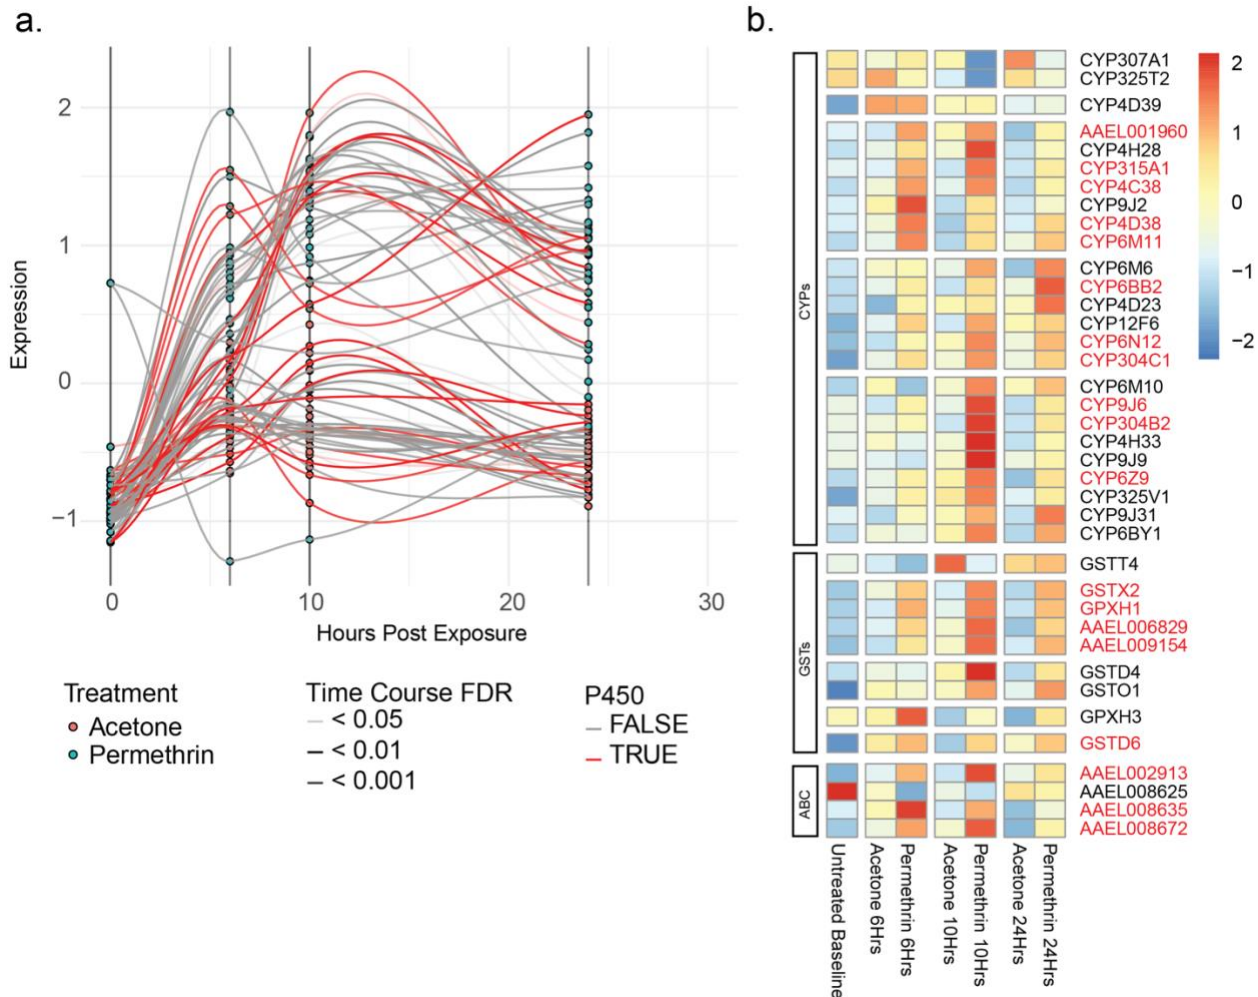 a.
2
1
0
−1
0
10
20
30
Expression
Hours Post Exposure
Treatment
Acetone
Permethrin
Time Course FDR
< 0.05
< 0.01
< 0.001
P450
FALSE
TRUE
b.
CYPs
GSTs
ABC
CYP307A1
CYP325T2
CYP4D39
AAEL001960
CYP4H28
CYP315A1
CYP4C38
CYP9J2
CYP4D38
CYP6M11
CYP6M6
CYP6BB2
CYP4D23
CYP12F6
CYP6N12
CYP304C1
CYP6M10
CYP9J6
CYP304B2
CYP4H33
CYP9J9
CYP6Z9
CYP325V1
CYP9J31
CYP6BY1
GSTT4
GSTX2
GPXH1
AAEL006829
AAEL009154
GSTD4
GSTO1
GPXH3
GSTD6
AAEL002913
AAEL008625
AAEL008635
AAEL008672
Untreated Baseline
Acetone 6Hrs
Permethrin 6Hrs
Acetone 10Hrs
Permethrin 10Hrs
Acetone 24Hrs
Permethrin 24Hrs
2
1
0
−1
−2